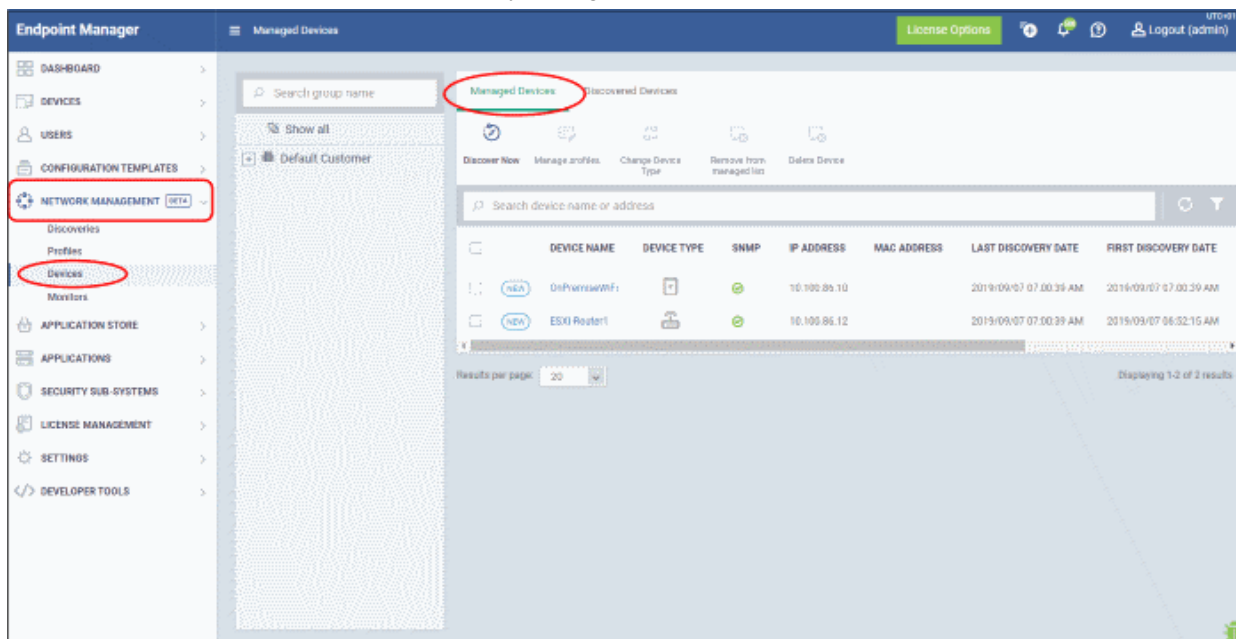 UTC+01
Endpoint Manager
Managed Devices
License Options
Logout (admin)
DASHBOARD
DEVICES
USERS
CONFIGURATION TEMPLATES
NETWORK MANAGEMENT BETA
Discoveries
Profiles
Devices
Monitors
APPLICATION STORE
APPLICATIONS
SECURITY SUB-SYSTEMS
LICENSE MANAGEMENT
SETTINGS
DEVELOPER TOOLS
Search group name
Show all
Default Customer
Managed Devices Discovered Devices
Discover Now Manage profiles Change Device Remove from Delete Device
Type managed list
Search device name or address
DEVICE NAME DEVICE TYPE SNMP IP ADDRESS MAC ADDRESS LAST DISCOVERY DATE FIRST DISCOVERY DATE
NEW OnPremiseWiFi 10.100.86.10 2019/09/07 07:00:39 AM 2019/09/07 07:00:39 AM
NEW ESXI-Router1 10.100.86.12 2019/09/07 07:00:39 AM 2019/09/07 06:52:15 AM
Results per page: 20 Displaying 1-2 of 2 results